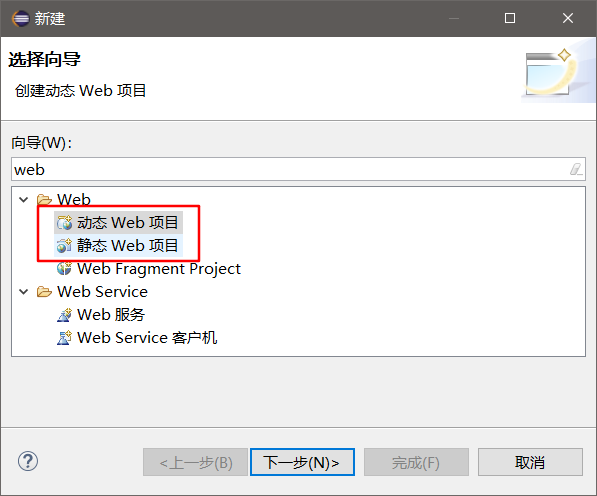 新建
选择向导
创建动态 Web 项目
向导(W):
web
Web
动态 Web 项目
静态 Web 项目
Web Fragment Project
Web Service
Web 服务
Web Service 客户机
?
<上一步(B) 下一步(N)> 完成(F) 取消